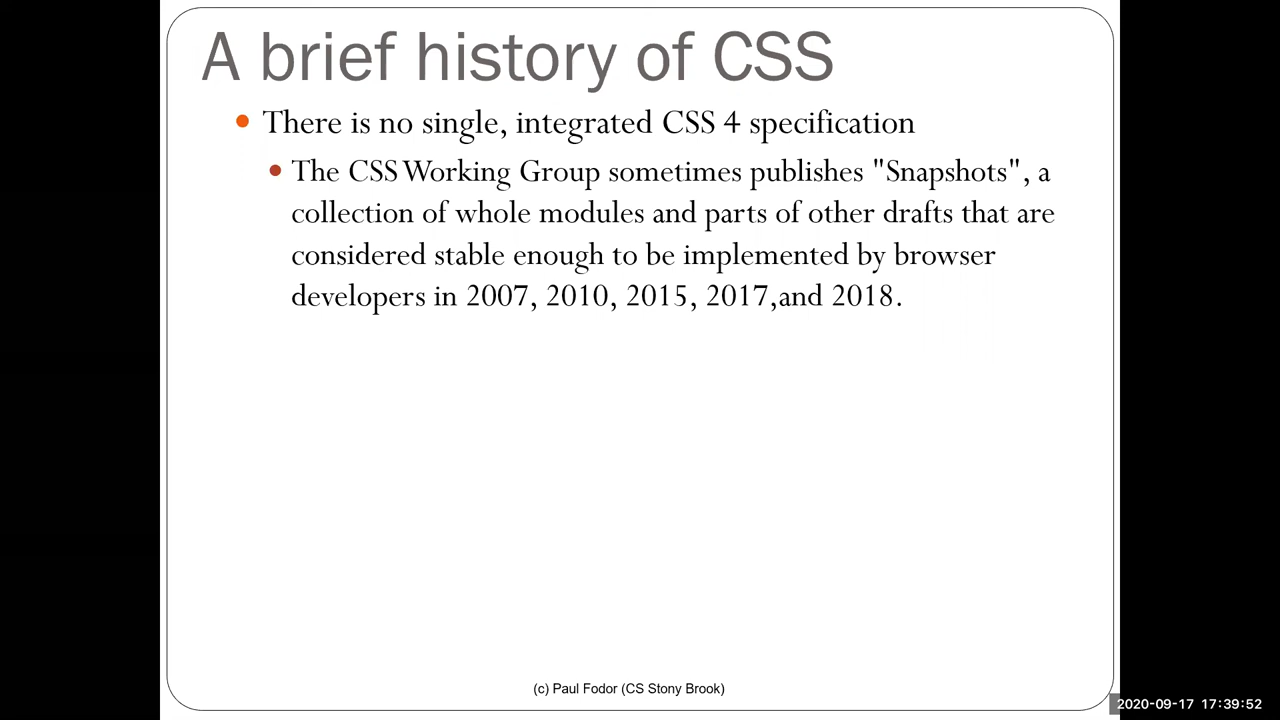 A brief history of CSS
There is no single, integrated CSS 4 specification
The CSS Working Group sometimes publishes "Snapshots", a
collection of whole modules and parts of other drafts that are
considered stable enough to be implemented by browser
developers in 2007, 2010, 2015, 2017,and 2018.
(c) Paul Fodor (CS Stony Brook)
2020-09-17 17:39:52